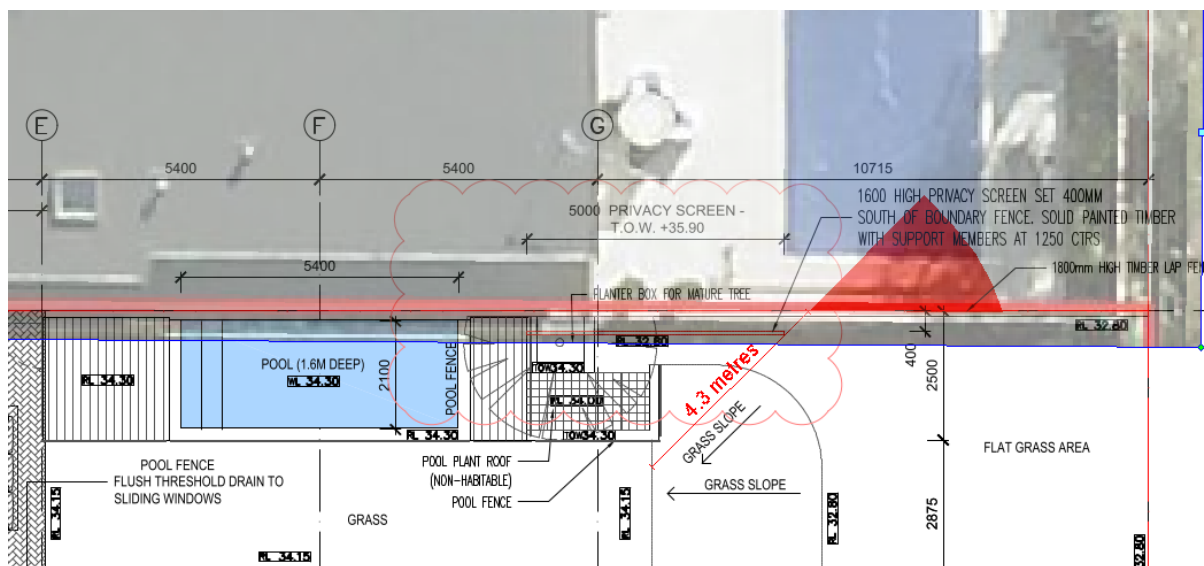 E
F
G
5400
5400
10715
5000 PRIVACY SCREEN -
T.O.W. +35.90
1600 HIGH PRIVACY SCREEN SET 400MM
SOUTH OF BOUNDARY FENCE. SOLID PAINTED TIMBER
WITH SUPPORT MEMBERS AT 1250 CTRS
5400
1800mm HIGH TIMBER LAP FE
PLANTER BOX FOR MATURE TREE
RL 32.80
RL 32.80
POOL (1.6M DEEP)
WL 34.30
RL 34.30
2100
POOL FENCE
TOW34.30
RL 34.00
TOW34.30
RL 34.30
4.3 metres
400
2500
GRASS SLOPE
GRASS SLOPE
FLAT GRASS AREA
POOL FENCE
FLUSH THRESHOLD DRAIN TO
SLIDING WINDOWS
POOL PLANT ROOF
(NON-HABITABLE)
POOL FENCE
RL 34.15
GRASS
RL 34.15
RL 34.15
RL 32.80
2875
32.80